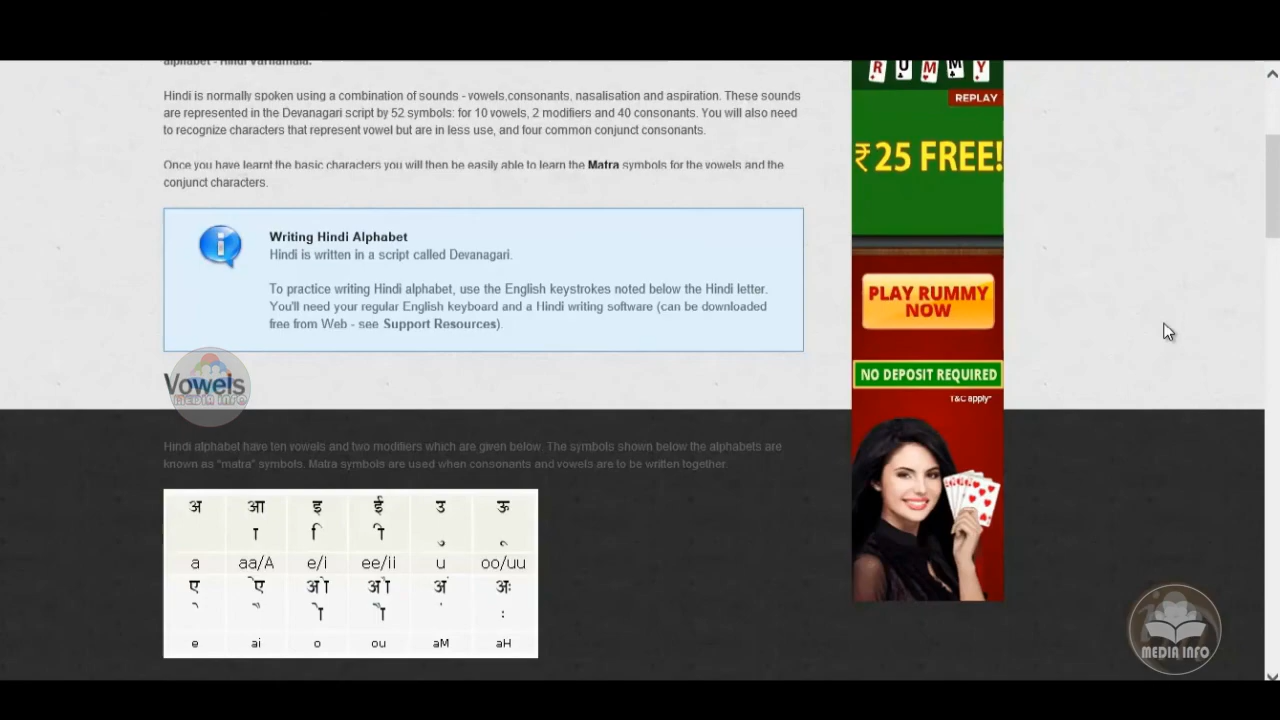 alphabet - Hindi Varnamala.
Hindi is normally spoken using a combination of sounds - vowels,consonants, nasalisation and aspiration. These sounds
are represented in the Devanagari script by 52 symbols: for 10 vowels, 2 modifiers and 40 consonants. You will also need
to recognize characters that represent vowel but are in less use, and four common conjunct consonants.
Once you have learnt the basic characters you will then be easily able to learn the Matra symbols for the vowels and the
conjunct characters.
Writing Hindi Alphabet
Hindi is written in a script called Devanagari.
To practice writing Hindi alphabet, use the English keystrokes noted below the Hindi letter.
You'll need your regular English keyboard and a Hindi writing software (can be downloaded
free from Web - see Support Resources).
Vowels
MEDIA INFO
Hindi alphabet have ten vowels and two modifiers which are given below. The symbols shown below the alphabets are
known as "matra" symbols. Matra symbols are used when consonants and vowels are to be written together.
अ आ इ ई उ ऊ
ा ि ी ु ू
a aa/A e/i ee/ii u oo/uu
ए ऐ ओ औ अं अः
े ै ो ौ ं ः
e ai o ou aM aH
RUMMY
REPLAY
₹25 FREE!
PLAY RUMMY
NOW
NO DEPOSIT REQUIRED
T&C apply*
MEDIA INFO